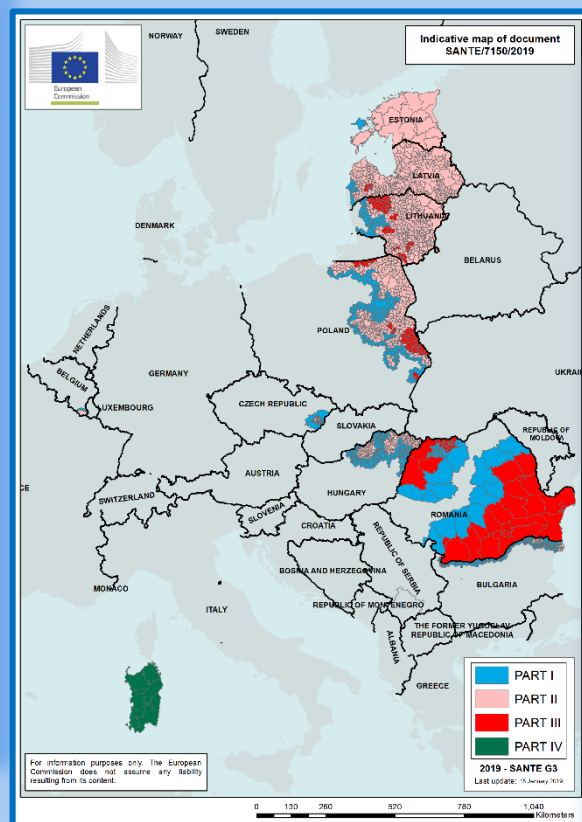 Indicative map of document
SANTE/7150/2019
European
Commission
NORWAY
SWEDEN
ESTONIA
LATVIA
LITHUANIA
DENMARK
BELARUS
NETHERLANDS
POLAND
BELGIUM
GERMANY
UKRAI
LUXEMBOURG
CZECH REPUBLIC
SLOVAKIA
REPUBLIC OF
MOLDOVA
AUSTRIA
CE
SWITZERLAND
HUNGARY
ROMANIA
SLOVENIA
CROATIA
BOSNIA AND HERZEGOVINA
REPUBLIC OF SERBIA
MONACO
BULGARIA
ITALY
REPUBLIC OF MONTENEGRO
THE FORMER YUGOSLAV
REPUBLIC OF MACEDONIA
ALBANIA
GREECE
PART I
PART II
PART III
PART IV
2019 - SANTE G3
Last update: 15 January 2019
For information purposes only. The European
Commission does not assume any liability
resulting from its content.
0 130 260 520 780 1,040
Kilometers